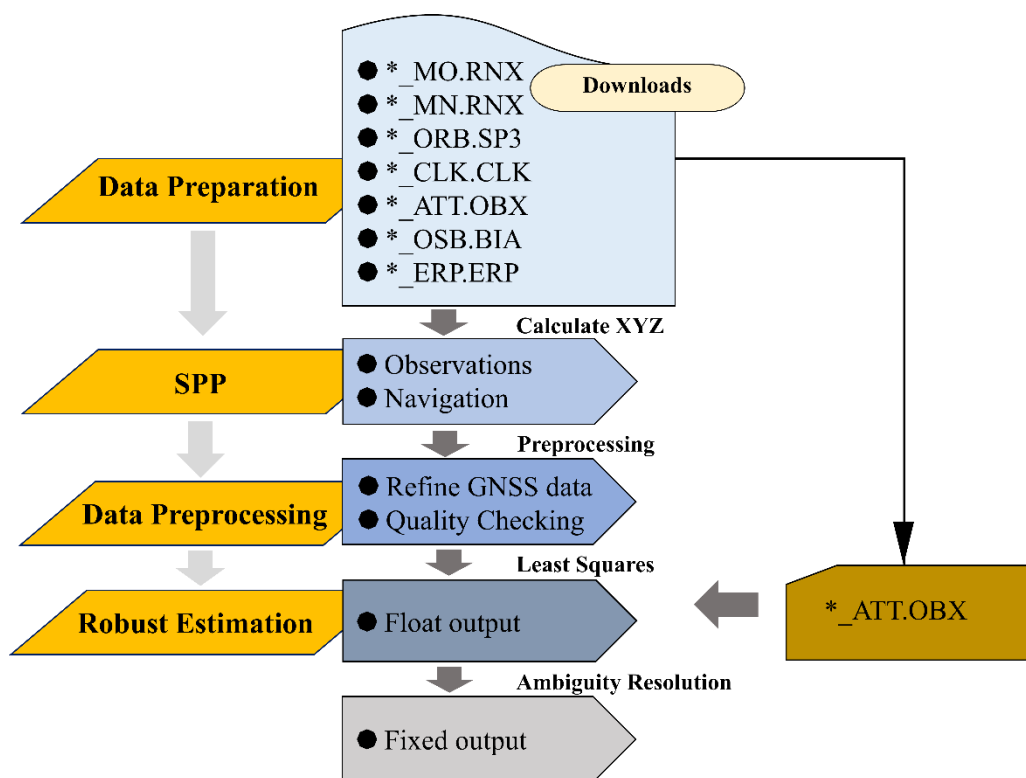 Downloads
● *_MO.RNX
● *_MN.RNX
● *_ORB.SP3
● *_CLK.CLK
● *_ATT.OBX
● *_OSB.BIA
● *_ERP.ERP
Data Preparation
Calculate XYZ
SPP
● Observations
● Navigation
Preprocessing
Data Preprocessing
● Refine GNSS data
● Quality Checking
Least Squares
Robust Estimation
● Float output
*_ATT.OBX
Ambiguity Resolution
● Fixed output